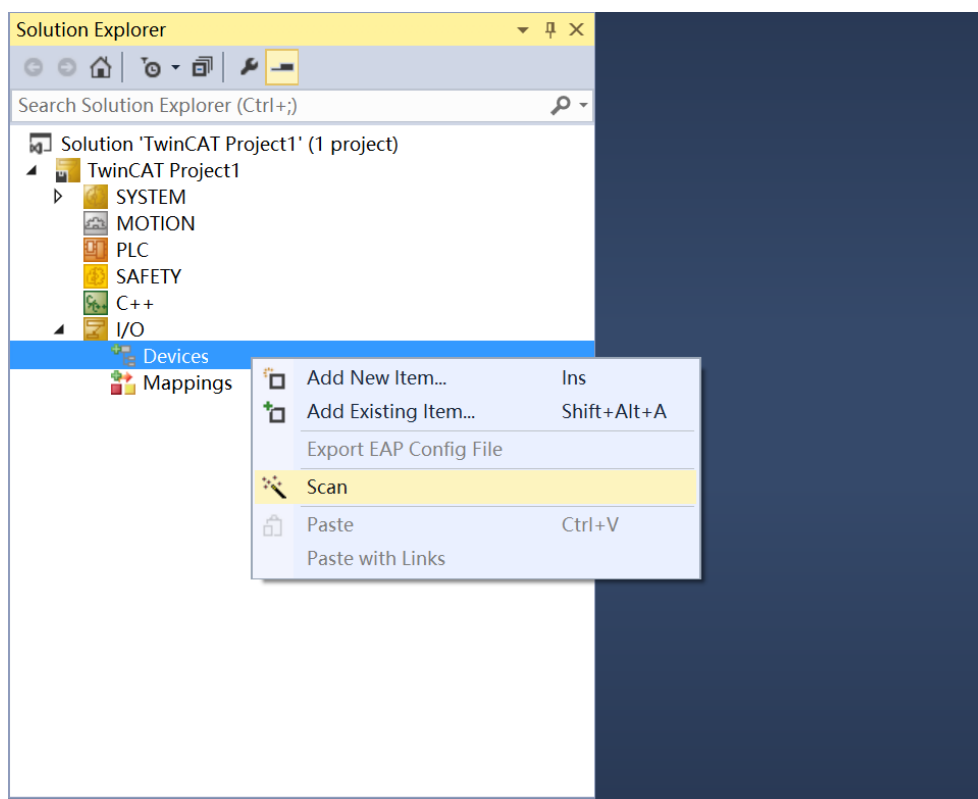 Solution Explorer
Search Solution Explorer (Ctrl+;)
Solution 'TwinCAT Project1' (1 project)
TwinCAT Project1
SYSTEM
MOTION
PLC
SAFETY
C++
I/O
Devices
Mappings
Add New Item... Ins
Add Existing Item... Shift+Alt+A
Export EAP Config File
Scan
Paste Ctrl+V
Paste with Links